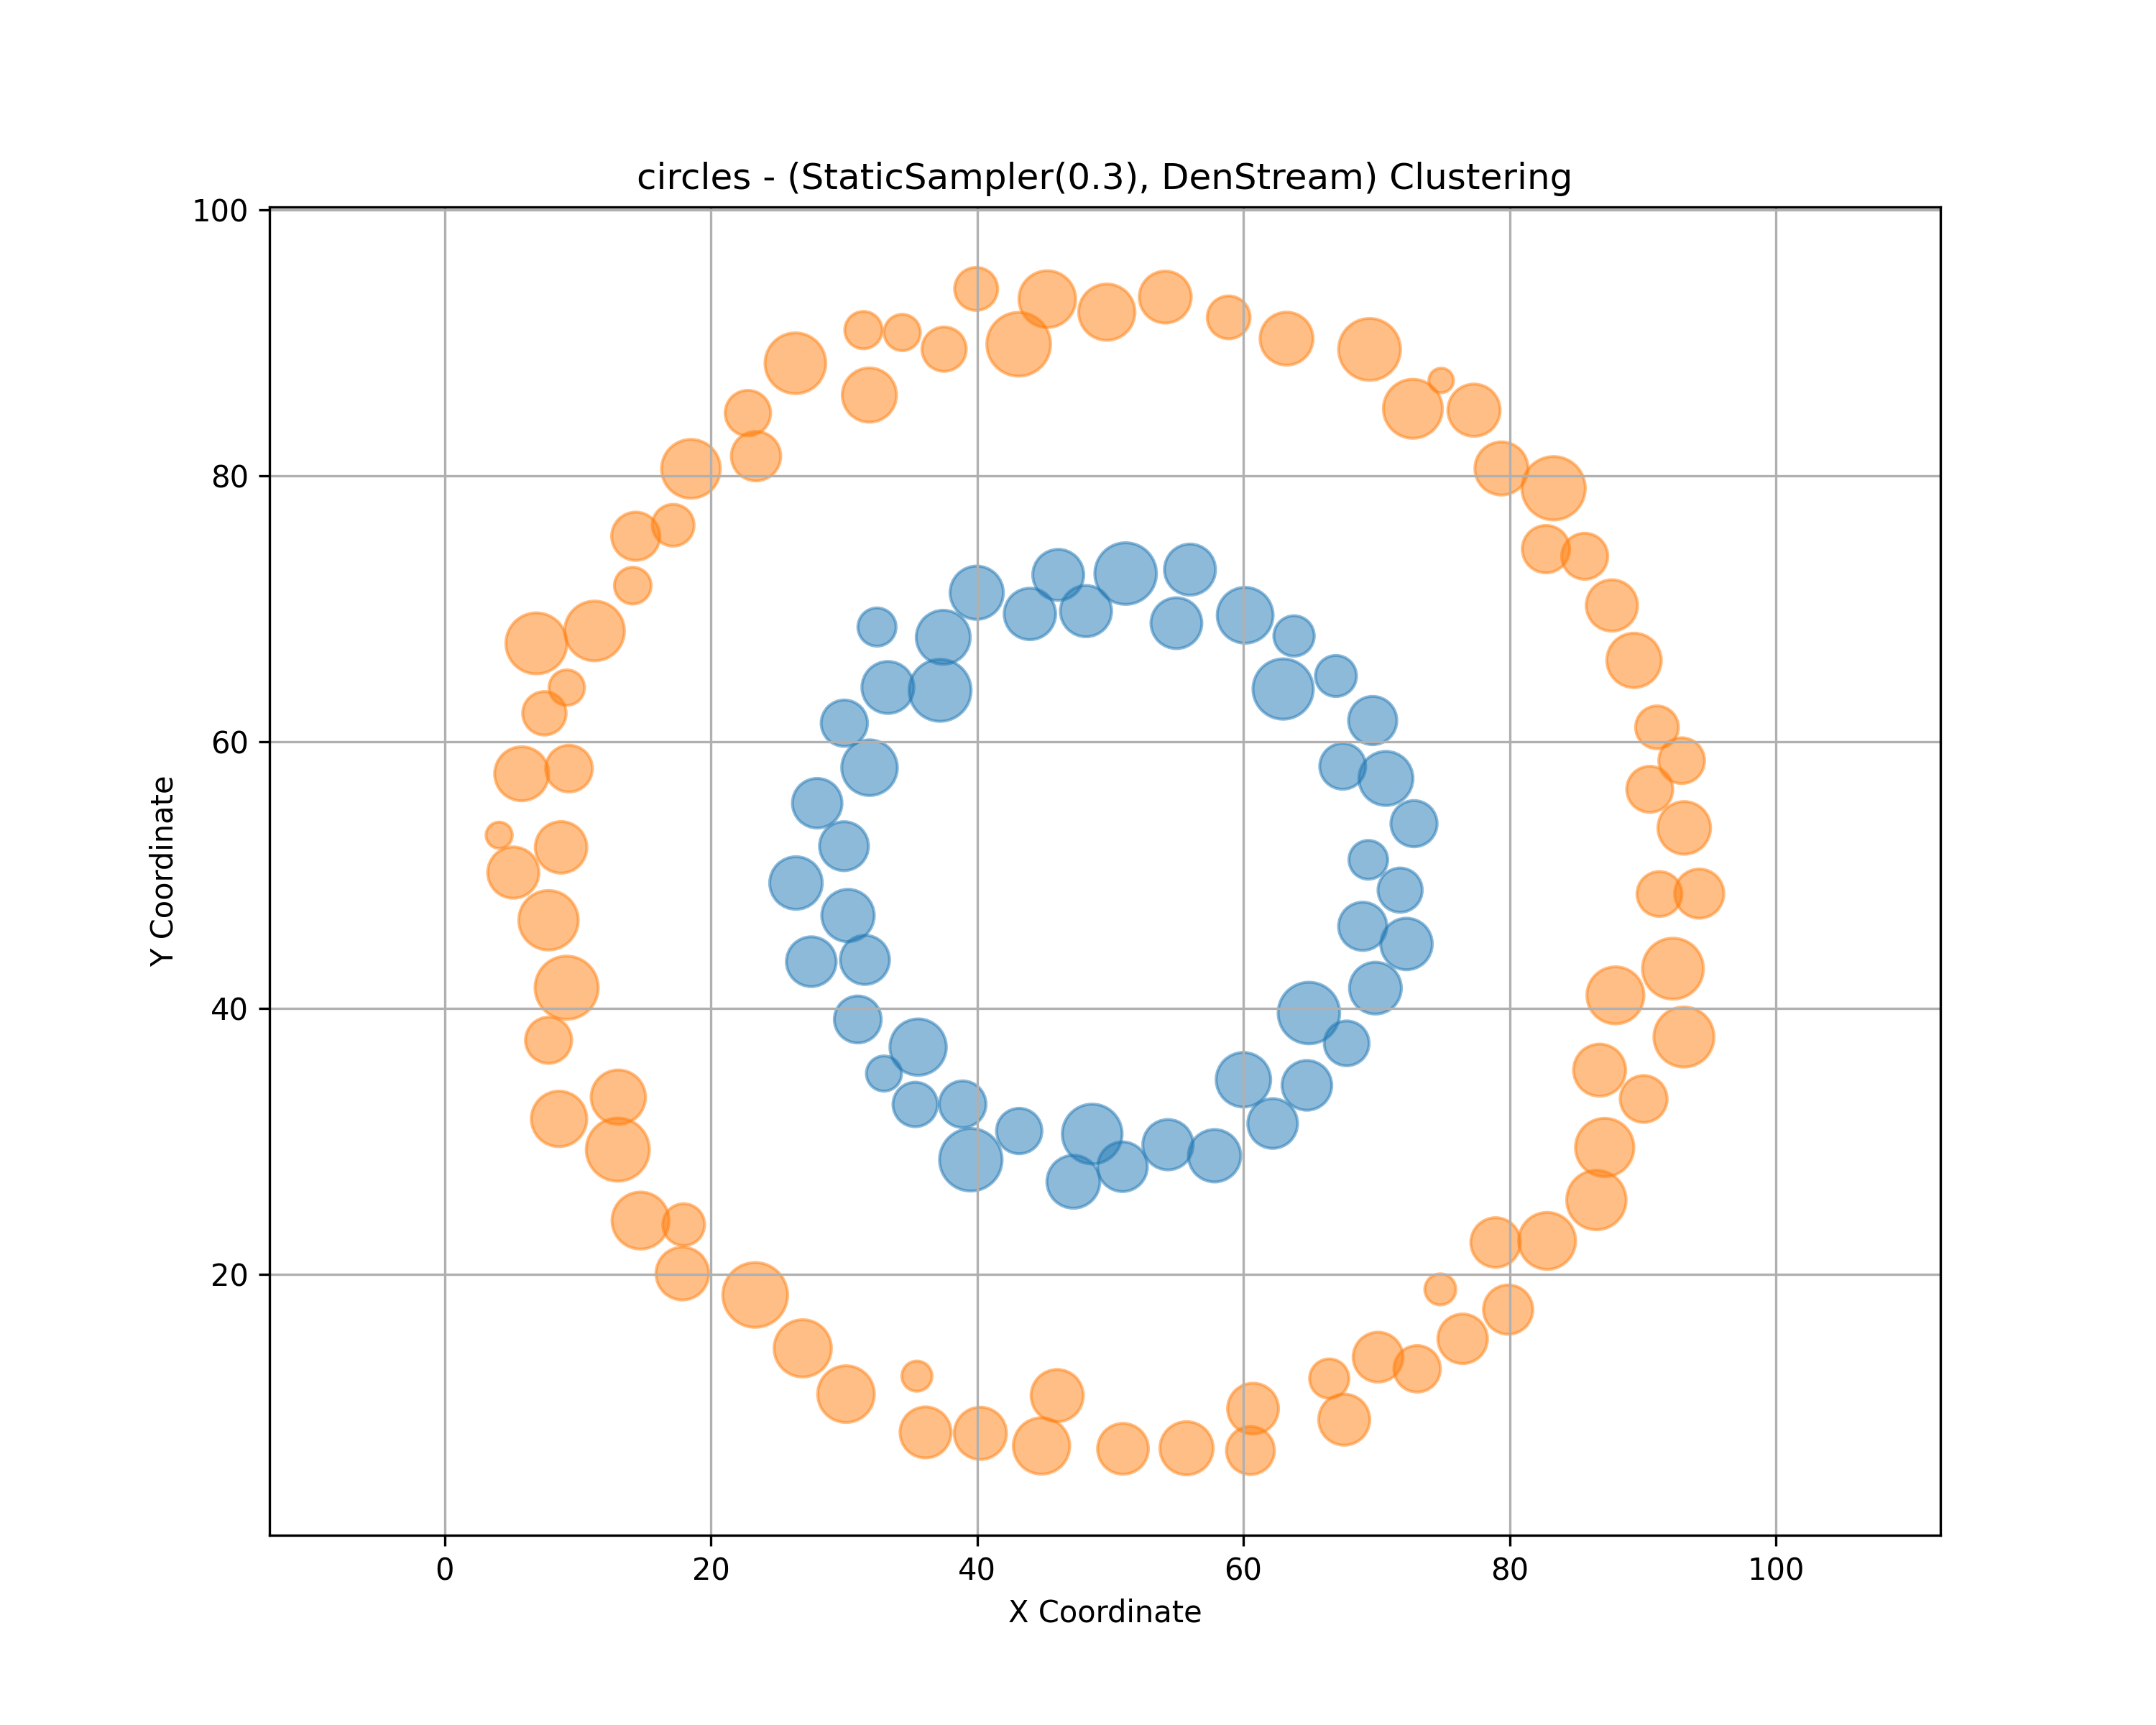 circles - (StaticSampler(0.3), DenStream) Clustering
100
80
60
40
20
Y Coordinate
0 20 40 60 80 100
X Coordinate